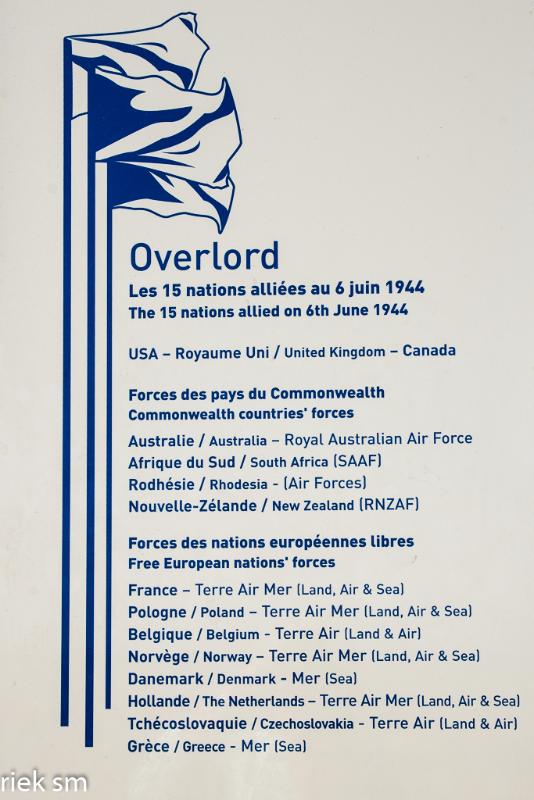 Overlord
Les 15 nations alliées au 6 juin 1944
The 15 nations allied on 6th June 1944
USA – Royaume Uni / United Kingdom – Canada
Forces des pays du Commonwealth
Commonwealth countries' forces
Australie / Australia – Royal Australian Air Force
Afrique du Sud / South Africa (SAAF)
Rodhésie / Rhodesia - (Air Forces)
Nouvelle-Zélande / New Zealand (RNZAF)
Forces des nations européennes libres
Free European nations' forces
France – Terre Air Mer (Land, Air & Sea)
Pologne / Poland – Terre Air Mer (Land, Air & Sea)
Belgique / Belgium - Terre Air (Land & Air)
Norvège / Norway – Terre Air Mer (Land, Air & Sea)
Danemark / Denmark - Mer (Sea)
Hollande / The Netherlands – Terre Air Mer (Land, Air & Sea)
Tchécoslovaquie / Czechoslovakia - Terre Air (Land & Air)
Grèce / Greece - Mer (Sea)
riek sm